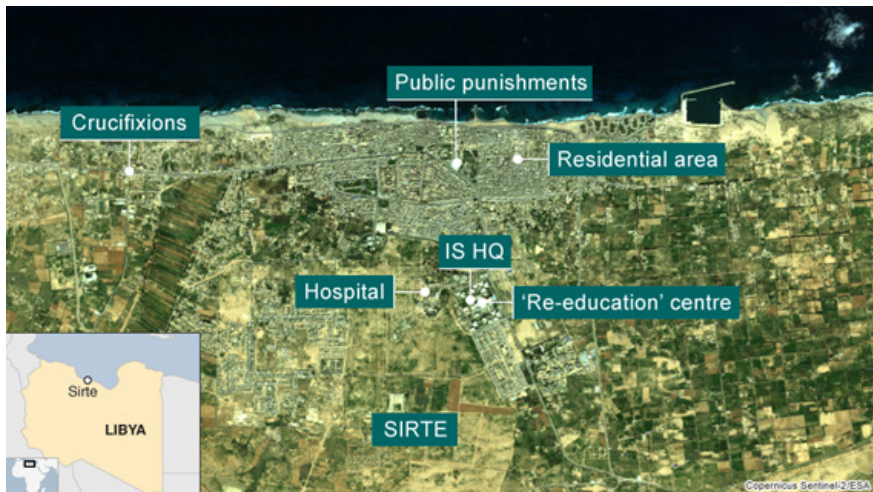 Public punishments
Crucifixions
Residential area
IS HQ
Hospital
‘Re-education’ centre
SIRTE
Sirte
LIBYA
Copernicus Sentinel-2/ESA